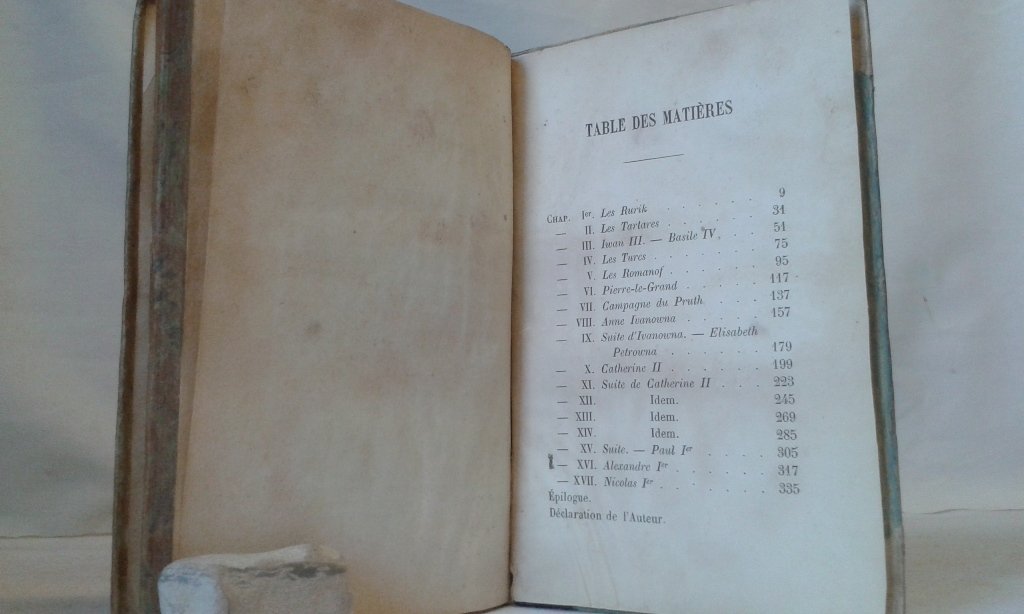 TABLE DES MATIÈRES
CHAP. Ier. Les Rurik . . . . . . 9
— II. Les Tartares . . . . . . 31
— III. Iwan III. — Basile IV. . . 51
— IV. Les Turcs . . . . . . 75
— V. Les Romanof . . . . . . 95
— VI. Pierre-le-Grand . . . . . 117
— VII. Campagne du Pruth . . . . 137
— VIII. Anne Ivanowna . . . . . 157
— IX. Suite d'Ivanowna. — Elisabeth
Petrowna . . . . . . 179
— X. Catherine II . . . . . . 199
— XI. Suite de Catherine II . . . 223
— XII. Idem. 245
— XIII. Idem. 269
— XIV. Idem. 285
— XV. Suite. — Paul Ier . . . . 305
— XVI. Alexandre Ier . . . . . 317
— XVII. Nicolas Ier . . . . . . 335
Épilogue.
Déclaration de l'Auteur.